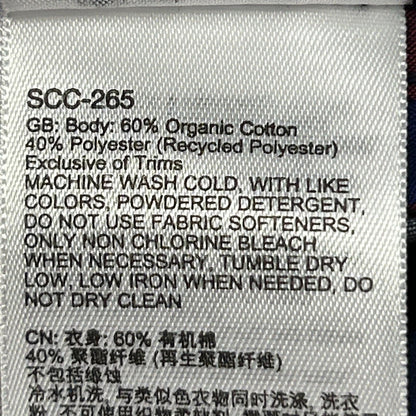 SCC-265
GB: Body: 60% Organic Cotton
40% Polyester (Recycled Polyester)
Exclusive of Trims
MACHINE WASH COLD, WITH LIKE
COLORS, POWDERED DETERGENT,
DO NOT USE FABRIC SOFTENERS,
ONLY NON CHLORINE BLEACH
WHEN NECESSARY, TUMBLE DRY
LOW, LOW IRON WHEN NEEDED, DO
NOT DRY CLEAN
CN: 衣身: 60% 有机棉
40% 聚酯纤维 (再生聚酯纤维)
不包括缘蚀
冷水机洗, 与类似色衣物同时洗涤, 洗衣